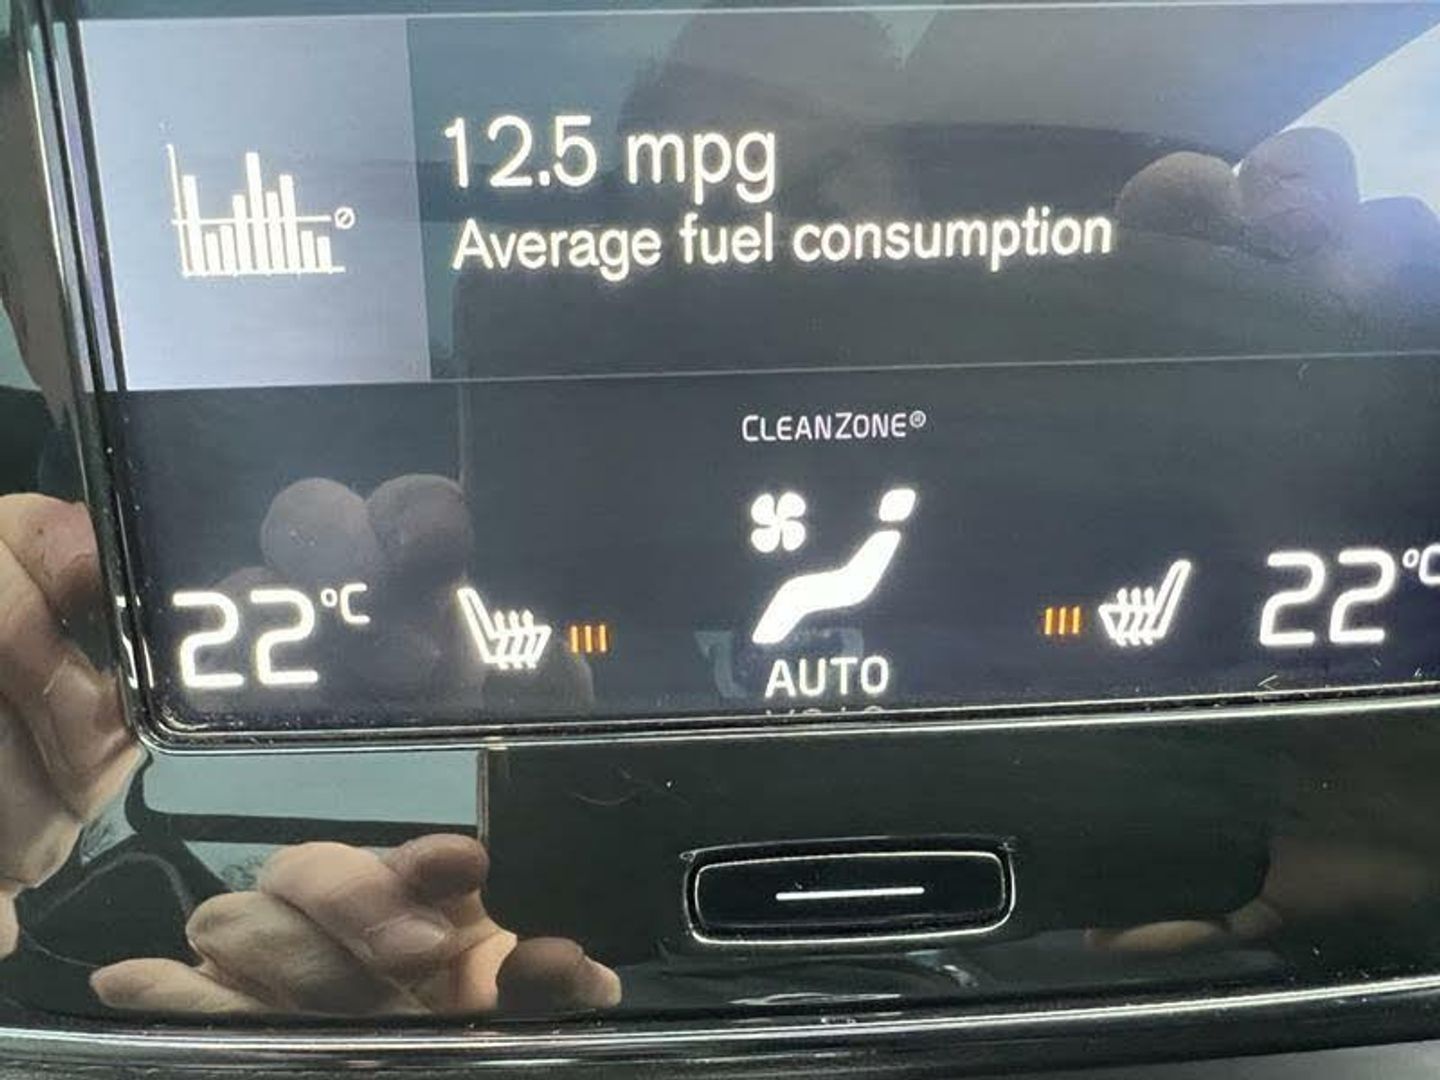 12.5 mpg
Average fuel consumption
CLEANZONE®
22°C
22°C
AUTO